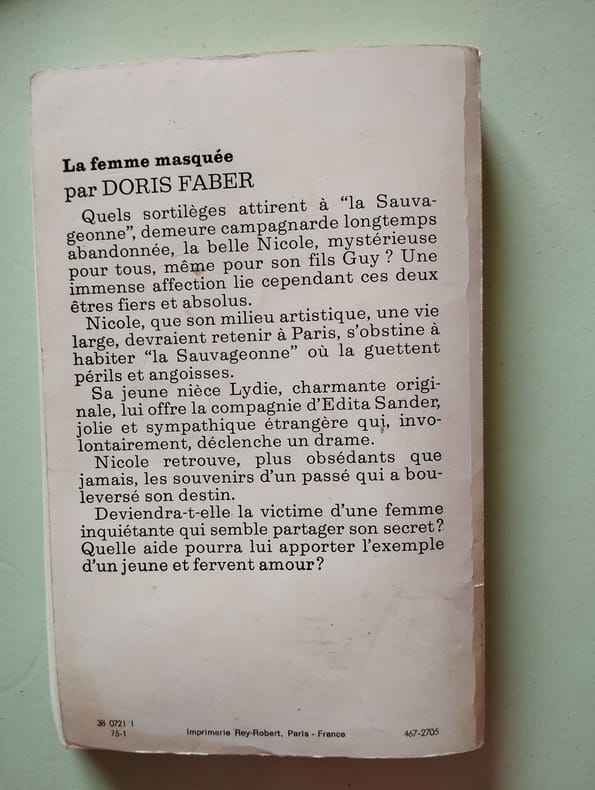 La femme masquée
par DORIS FABER
Quels sortilèges attirent à "la Sauva-
geonne", demeure campagnarde longtemps
abandonnée, la belle Nicole, mystérieuse
pour tous, même pour son fils Guy ? Une
immense affection lie cependant ces deux
êtres fiers et absolus.
Nicole, que son milieu artistique, une vie
large, devraient retenir à Paris, s'obstine à
habiter "la Sauvageonne" où la guettent
périls et angoisses.
Sa jeune nièce Lydie, charmante origi-
nale, lui offre la compagnie d'Edita Sander,
jolie et sympathique étrangère qui, invo-
lontairement, déclenche un drame.
Nicole retrouve, plus obsédants que
jamais, les souvenirs d'un passé qui a bou-
leversé son destin.
Deviendra-t-elle la victime d'une femme
inquiétante qui semble partager son secret ?
Quelle aide pourra lui apporter l'exemple
d'un jeune et fervent amour ?
38 0721 1
75-1
Imprimerie Rey-Robert, Paris - France
467-2705